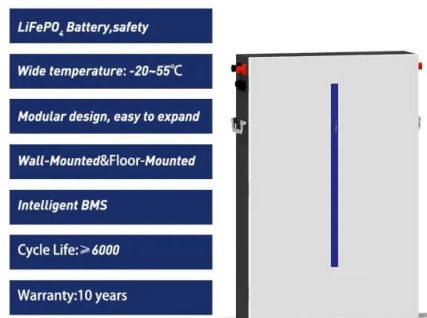 LiFePO₄ Battery,safety
Wide temperature: -20~55℃
Modular design, easy to expand
Wall-Mounted&Floor-Mounted
Intelligent BMS
Cycle Life:≥6000
Warranty:10 years